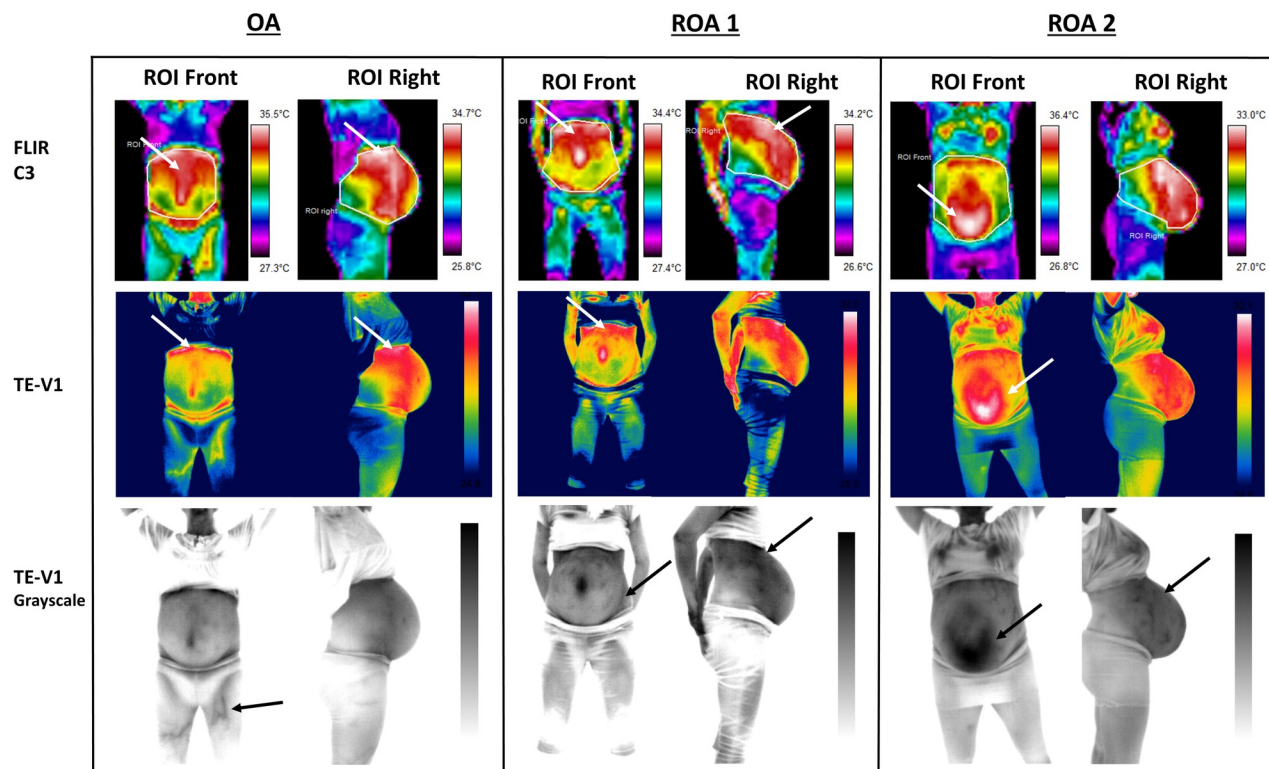 OA
ROA 1
ROA 2
ROI Front
ROI Right
ROI Front
ROI Right
ROI Front
ROI Right
FLIR
C3
35.5°C
ROI Front
27.3°C
34.7°C
ROI right
25.8°C
34.4°C
ROI Front
27.4°C
34.2°C
ROI Right
26.6°C
36.4°C
ROI Front
26.8°C
33.0°C
ROI Right
27.0°C
TE-V1
TE-V1
Grayscale